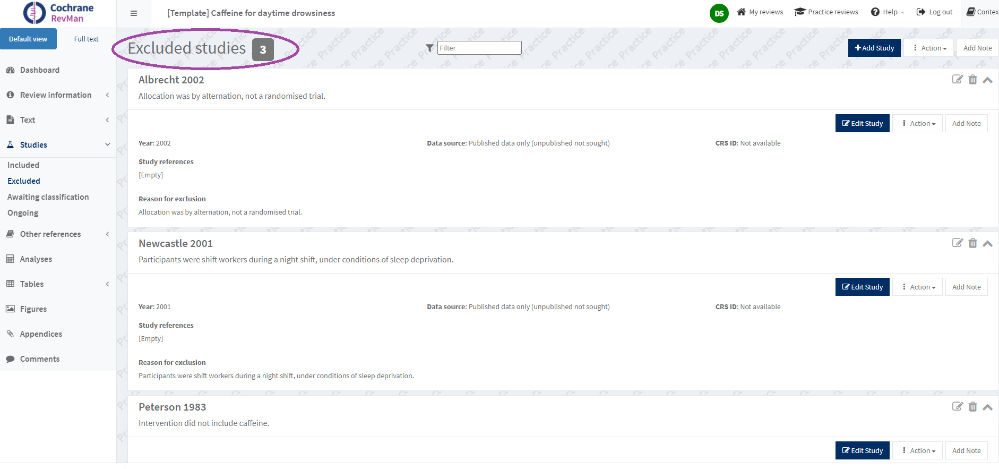 Cochrane
RevMan
[Template] Caffeine for daytime drowsiness
DS My reviews Practice reviews Help Log out Contex
Default view Full text
Excluded studies 3
Filter
Add Study Action Add Note
Dashboard
Review information
Text
Studies
Included
Excluded
Awaiting classification
Ongoing
Other references
Analyses
Tables
Figures
Appendices
Comments
Albrecht 2002
Allocation was by alternation, not a randomised trial.
Edit Study Action Add Note
Year: 2002 Data source: Published data only (unpublished not sought) CRS ID: Not available
Study references
[Empty]
Reason for exclusion
Allocation was by alternation, not a randomised trial.
Newcastle 2001
Participants were shift workers during a night shift, under conditions of sleep deprivation.
Edit Study Action Add Note
Year: 2001 Data source: Published data only (unpublished not sought) CRS ID: Not available
Study references
[Empty]
Reason for exclusion
Participants were shift workers during a night shift, under conditions of sleep deprivation.
Peterson 1983
Intervention did not include caffeine.
Edit Study Action Add Note
Practice